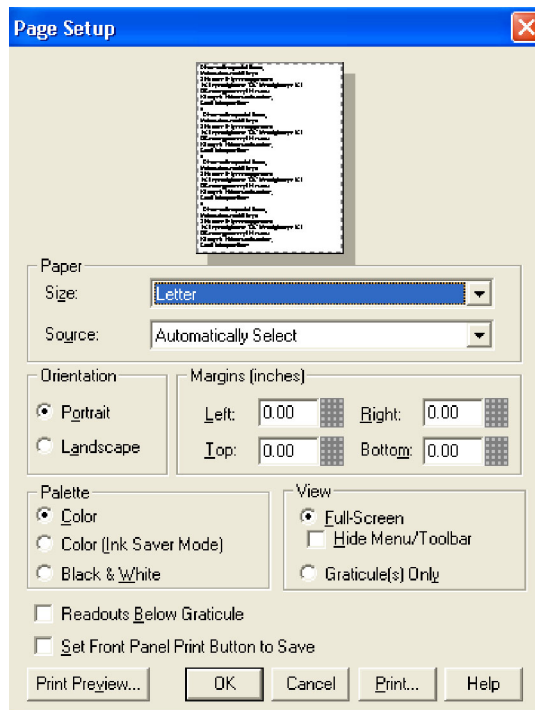 Page Setup
Paper
Size: Letter
Source: Automatically Select
Orientation Margins (inches)
Portrait Left: 0.00 Right: 0.00
Landscape Top: 0.00 Bottom: 0.00
Palette View
Color Full-Screen
Hide Menu/Toolbar
Color (Ink Saver Mode)
Black & White Graticule(s) Only
Readouts Below Graticule
Set Front Panel Print Button to Save
Print Preview... OK Cancel Print... Help